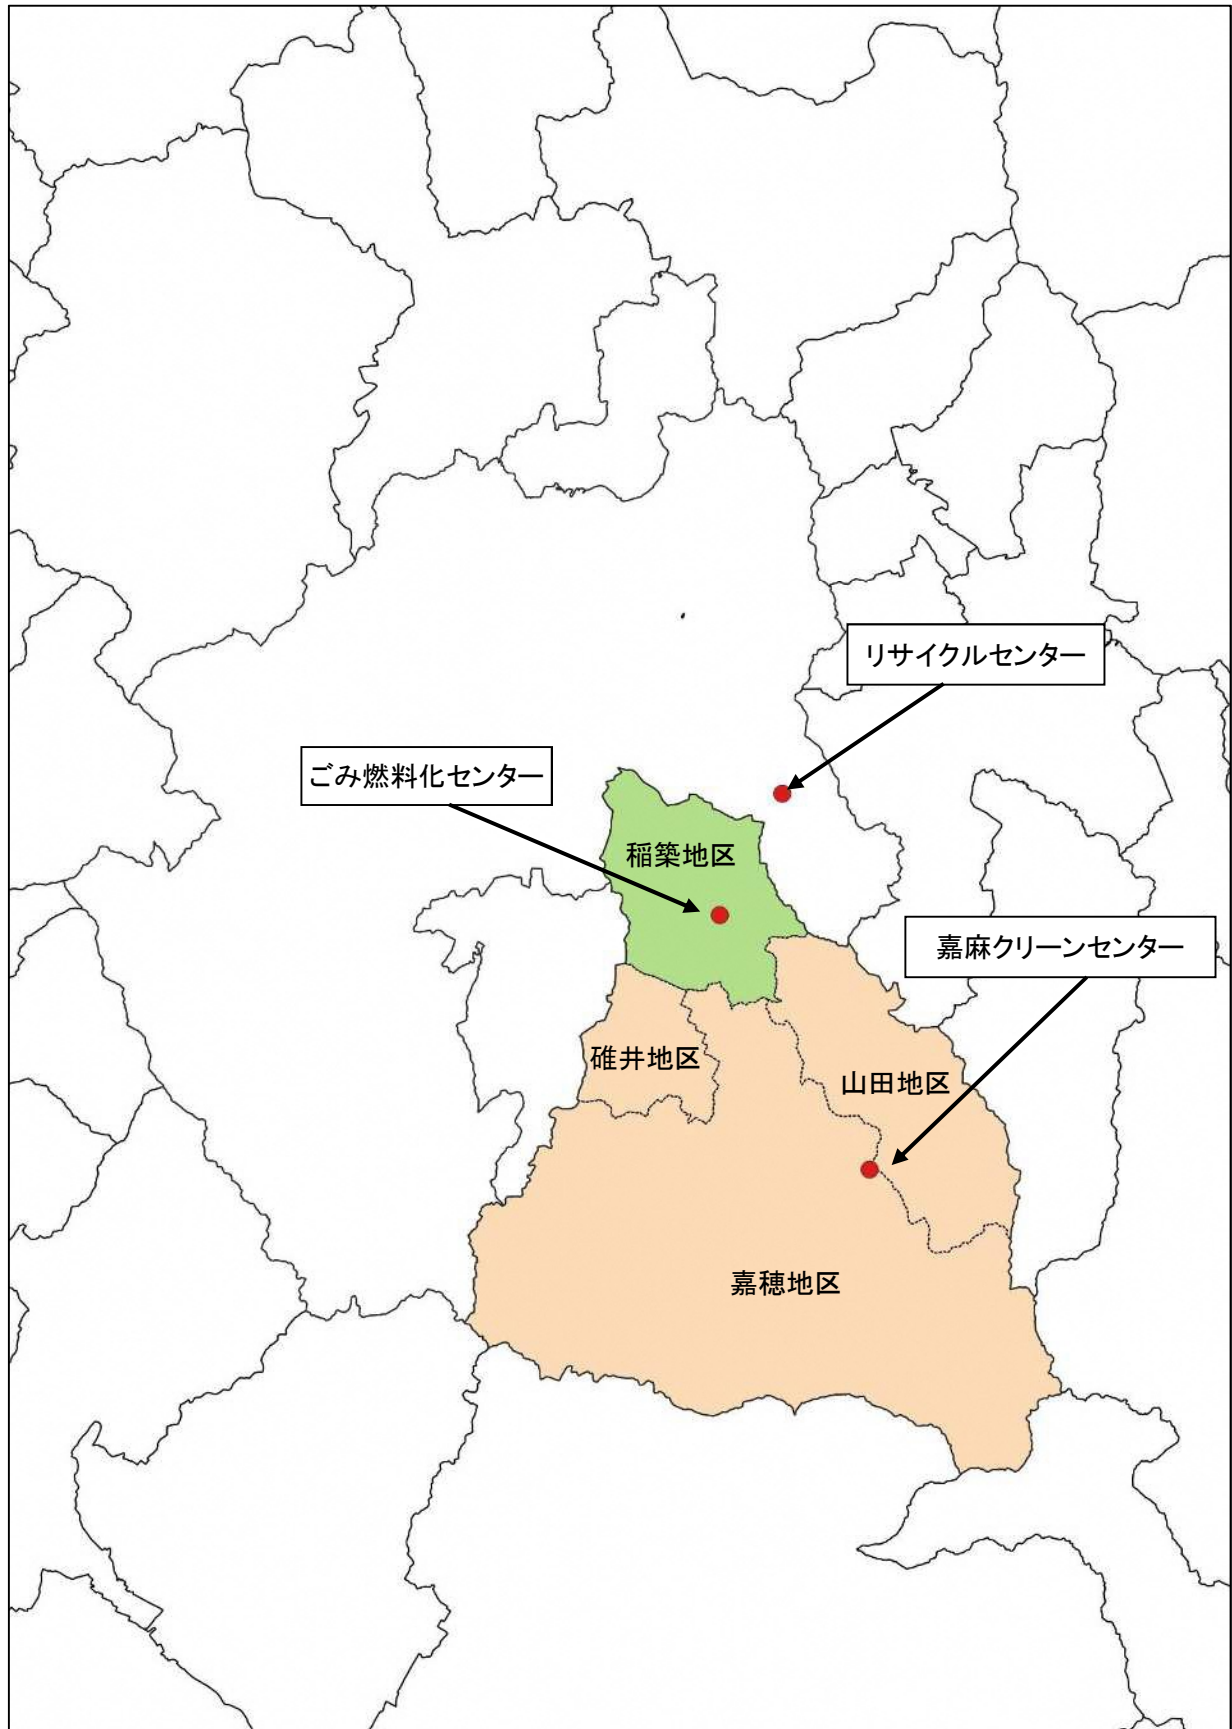 リサイクルセンター
ごみ燃料化センター
稲築地区
嘉麻クリーンセンター
碓井地区
山田地区
嘉穂地区